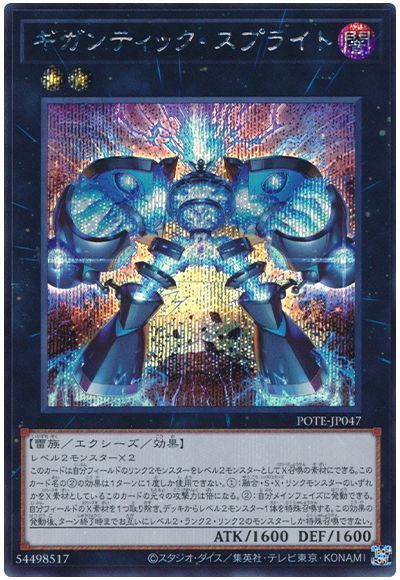 ギガンティック・スプライト
闇
POTE-JP047
【雷族／エクシーズ／効果】
レベル２モンスター×２
このカードは自分フィールドのリンク２モンスターをレベル２モンスターとしてX召喚の素材にできる。この
カード名の②の効果は１ターンに１度しか使用できない。①：融合・S・X・リンクモンスターのいずれ
かをX素材としているこのカードの元々の攻撃力は倍になる。②：自分メインフェイズに発動できる。
自分フィールドのX素材を１つ取り除き、デッキからレベル２モンスター１体を特殊召喚する。この効果の
発動後、ターン終了時までお互いにレベル２・ランク２・リンク２のモンスターしか特殊召喚できない。
ATK/1600 DEF/1600
54498517
©スタジオ・ダイス／集英社・テレビ東京・KONAMI